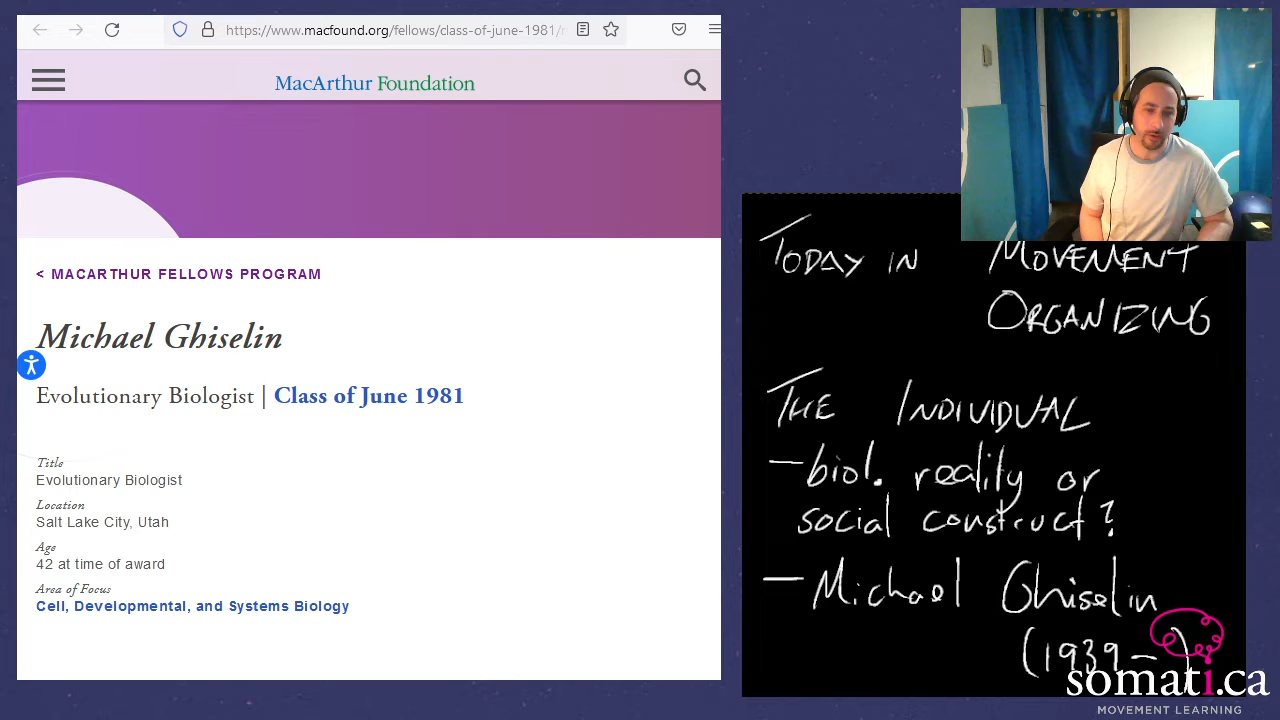 https://www.macfound.org/fellows/class-of-june-1981/
MacArthur Foundation
< MACARTHUR FELLOWS PROGRAM
Michael Ghiselin
Evolutionary Biologist | Class of June 1981
Title
Evolutionary Biologist
Location
Salt Lake City, Utah
Age
42 at time of award
Area of Focus
Cell, Developmental, and Systems Biology
TODAY IN MOVEMENT
ORGANIZING
THE INDIVIDUAL
- biol. reality or
social construct?
- Michael Ghiselin
(1939- )
somati.ca
MOVEMENT LEARNING